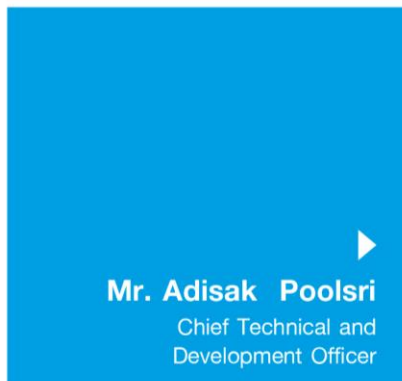 Mr. Adisak Poolsri
Chief Technical and
Development Officer